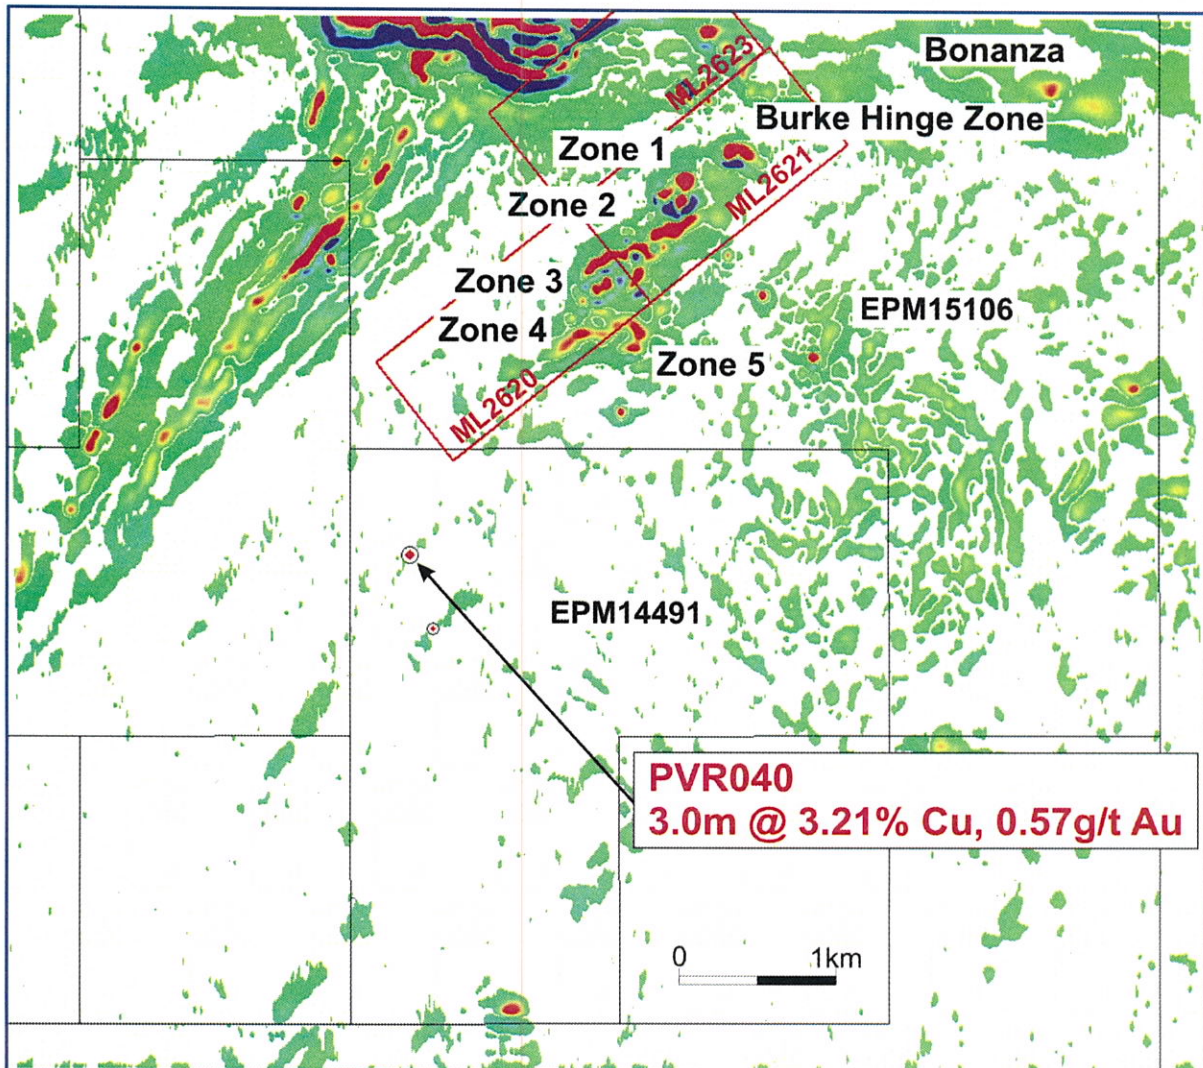 Bonanza
ML2623
Burke Hinge Zone
Zone 1
ML2621
Zone 2
Zone 3
EPM15106
Zone 4
Zone 5
ML2620
EPM14491
PVR040
3.0m @ 3.21% Cu, 0.57g/t Au
0 1km